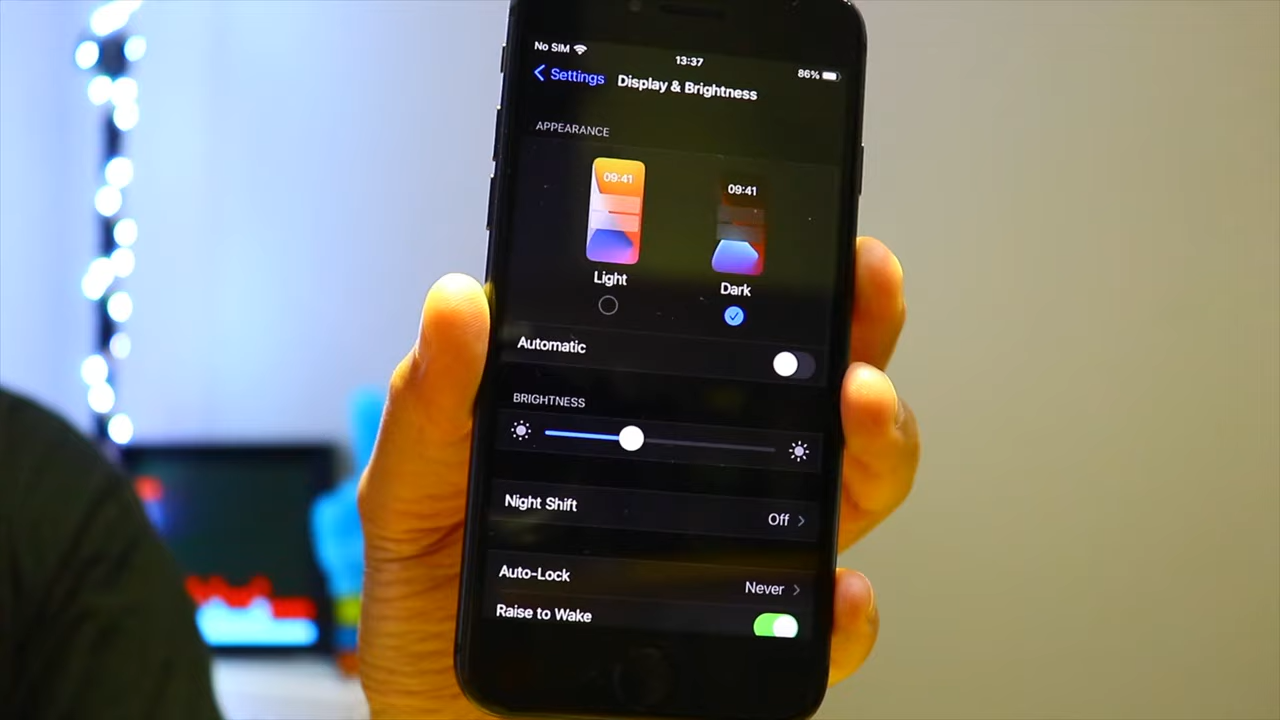 No SIM
13:37
86%
Settings
Display & Brightness
APPEARANCE
09:41
09:41
Light
Dark
Automatic
BRIGHTNESS
Night Shift
Off
Auto-Lock
Never
Raise to Wake